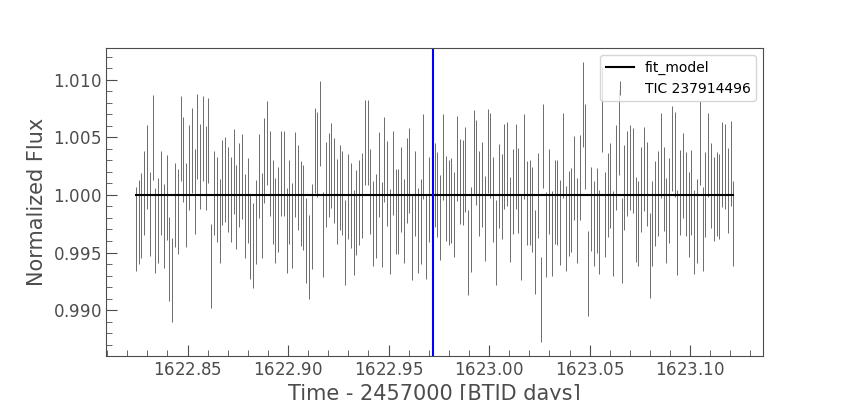 fit_model
TIC 237914496
1.010
1.005
1.000
0.995
0.990
Normalized Flux
1622.85 1622.90 1622.95 1623.00 1623.05 1623.10
Time - 2457000 [BTJD days]